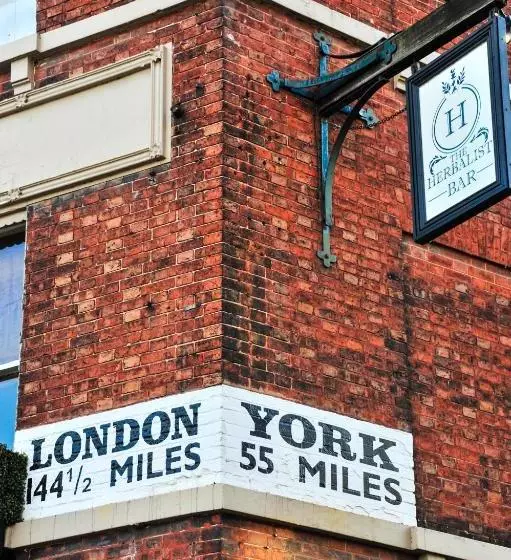 H
THE
HERBALIST
BAR
LONDON
144 1/2 MILES
YORK
55 MILES